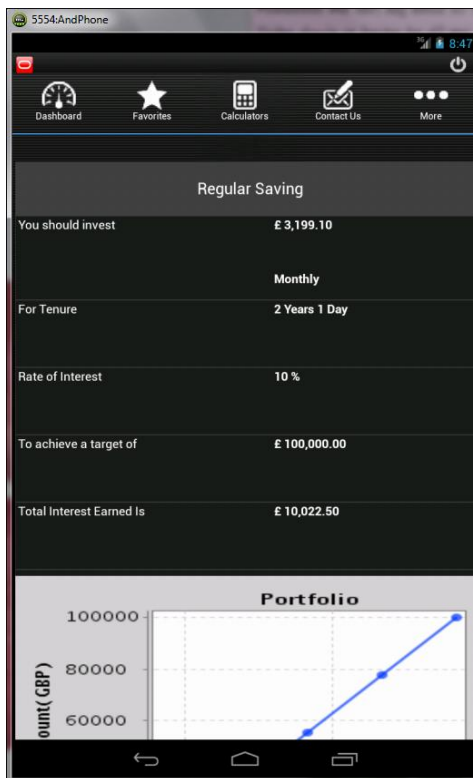 5554:AndPhone
3G 8:47
Dashboard Favorites Calculators Contact Us More
Regular Saving
You should invest £ 3,199.10
Monthly
For Tenure 2 Years 1 Day
Rate of Interest 10 %
To achieve a target of £ 100,000.00
Total Interest Earned Is £ 10,022.50
Portfolio
100000
80000
60000
ount( GBP)